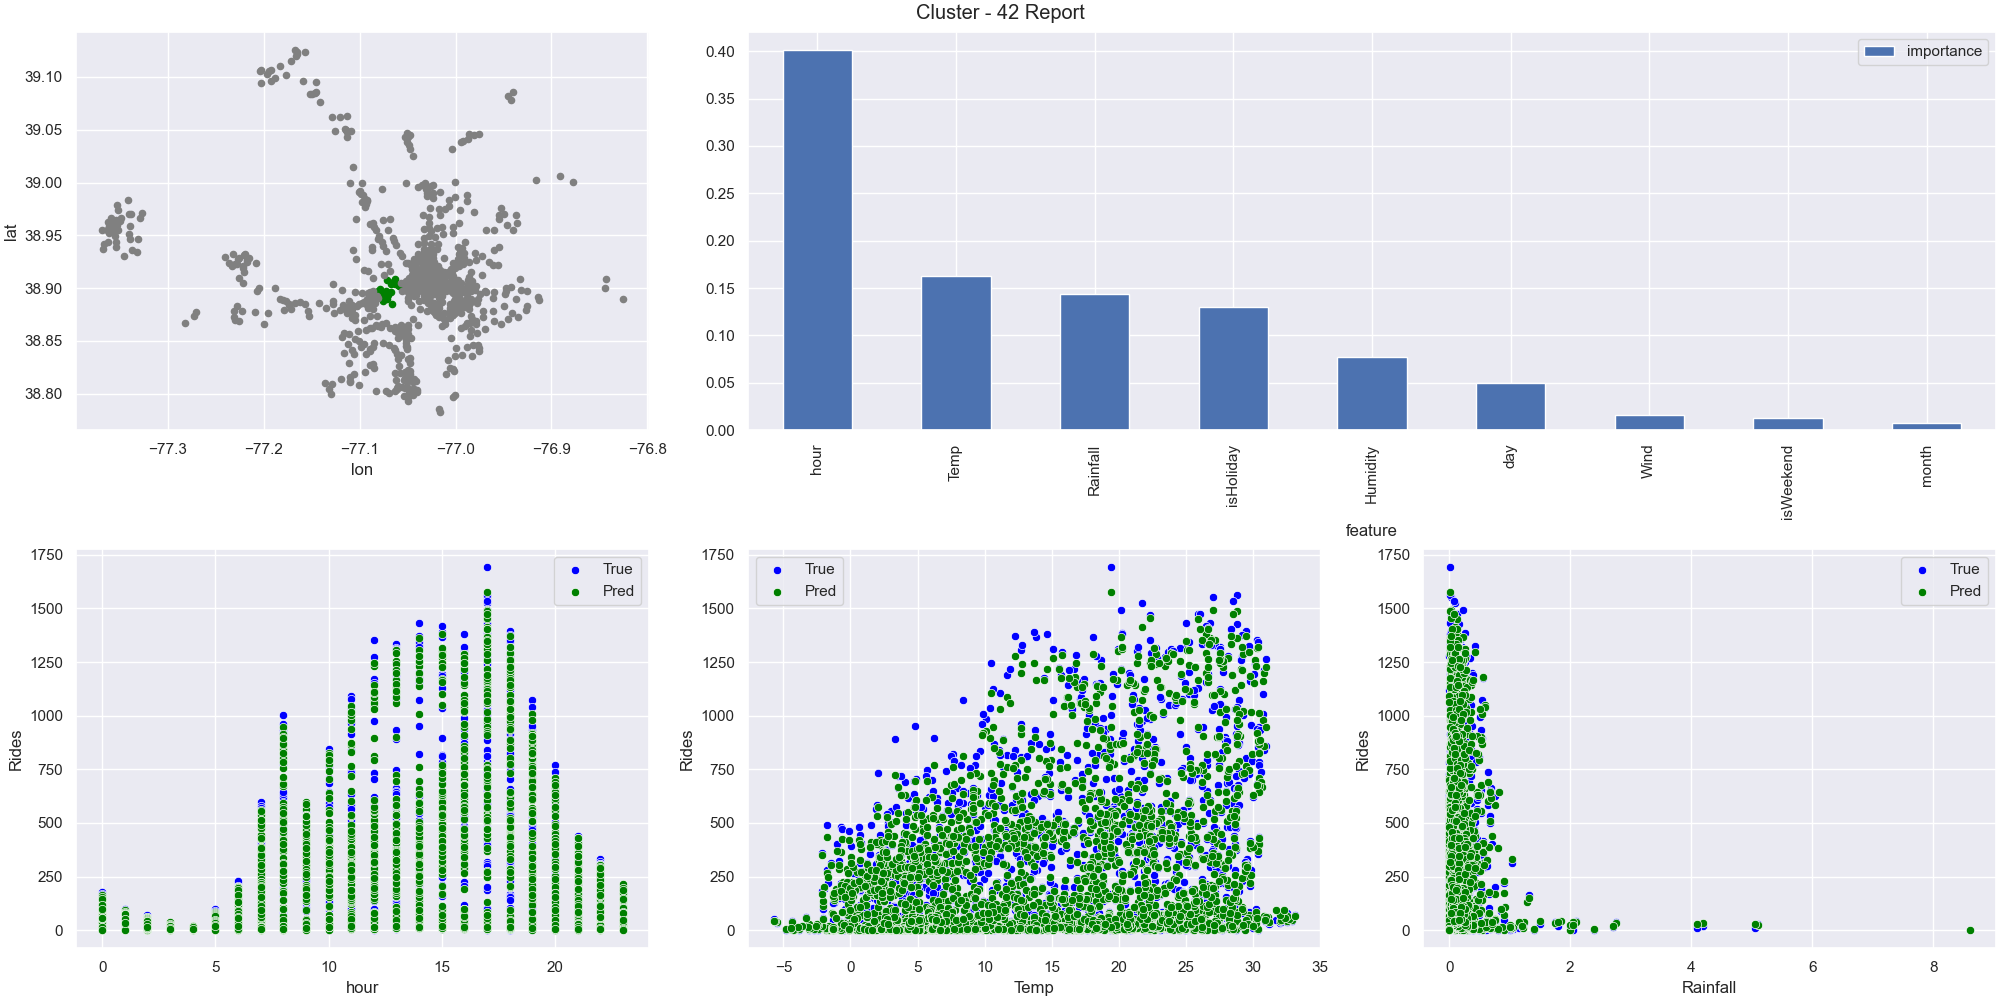 Cluster - 42 Report
39.10
39.05
39.00
38.95
38.90
38.85
38.80
lat
−77.3 −77.2 −77.1 −77.0 −76.9 −76.8
lon
0.40
0.35
0.30
0.25
0.20
0.15
0.10
0.05
0.00
importance
hour Temp Rainfall isHoliday Humidity day Wind isWeekend month
feature
1750
1500
1250
1000
750
500
250
0
Rides
True
Pred
0 5 10 15 20
hour
1750
1500
1250
1000
750
500
250
0
Rides
True
Pred
−5 0 5 10 15 20 25 30 35
Temp
1750
1500
1250
1000
750
500
250
0
Rides
True
Pred
0 2 4 6 8
Rainfall